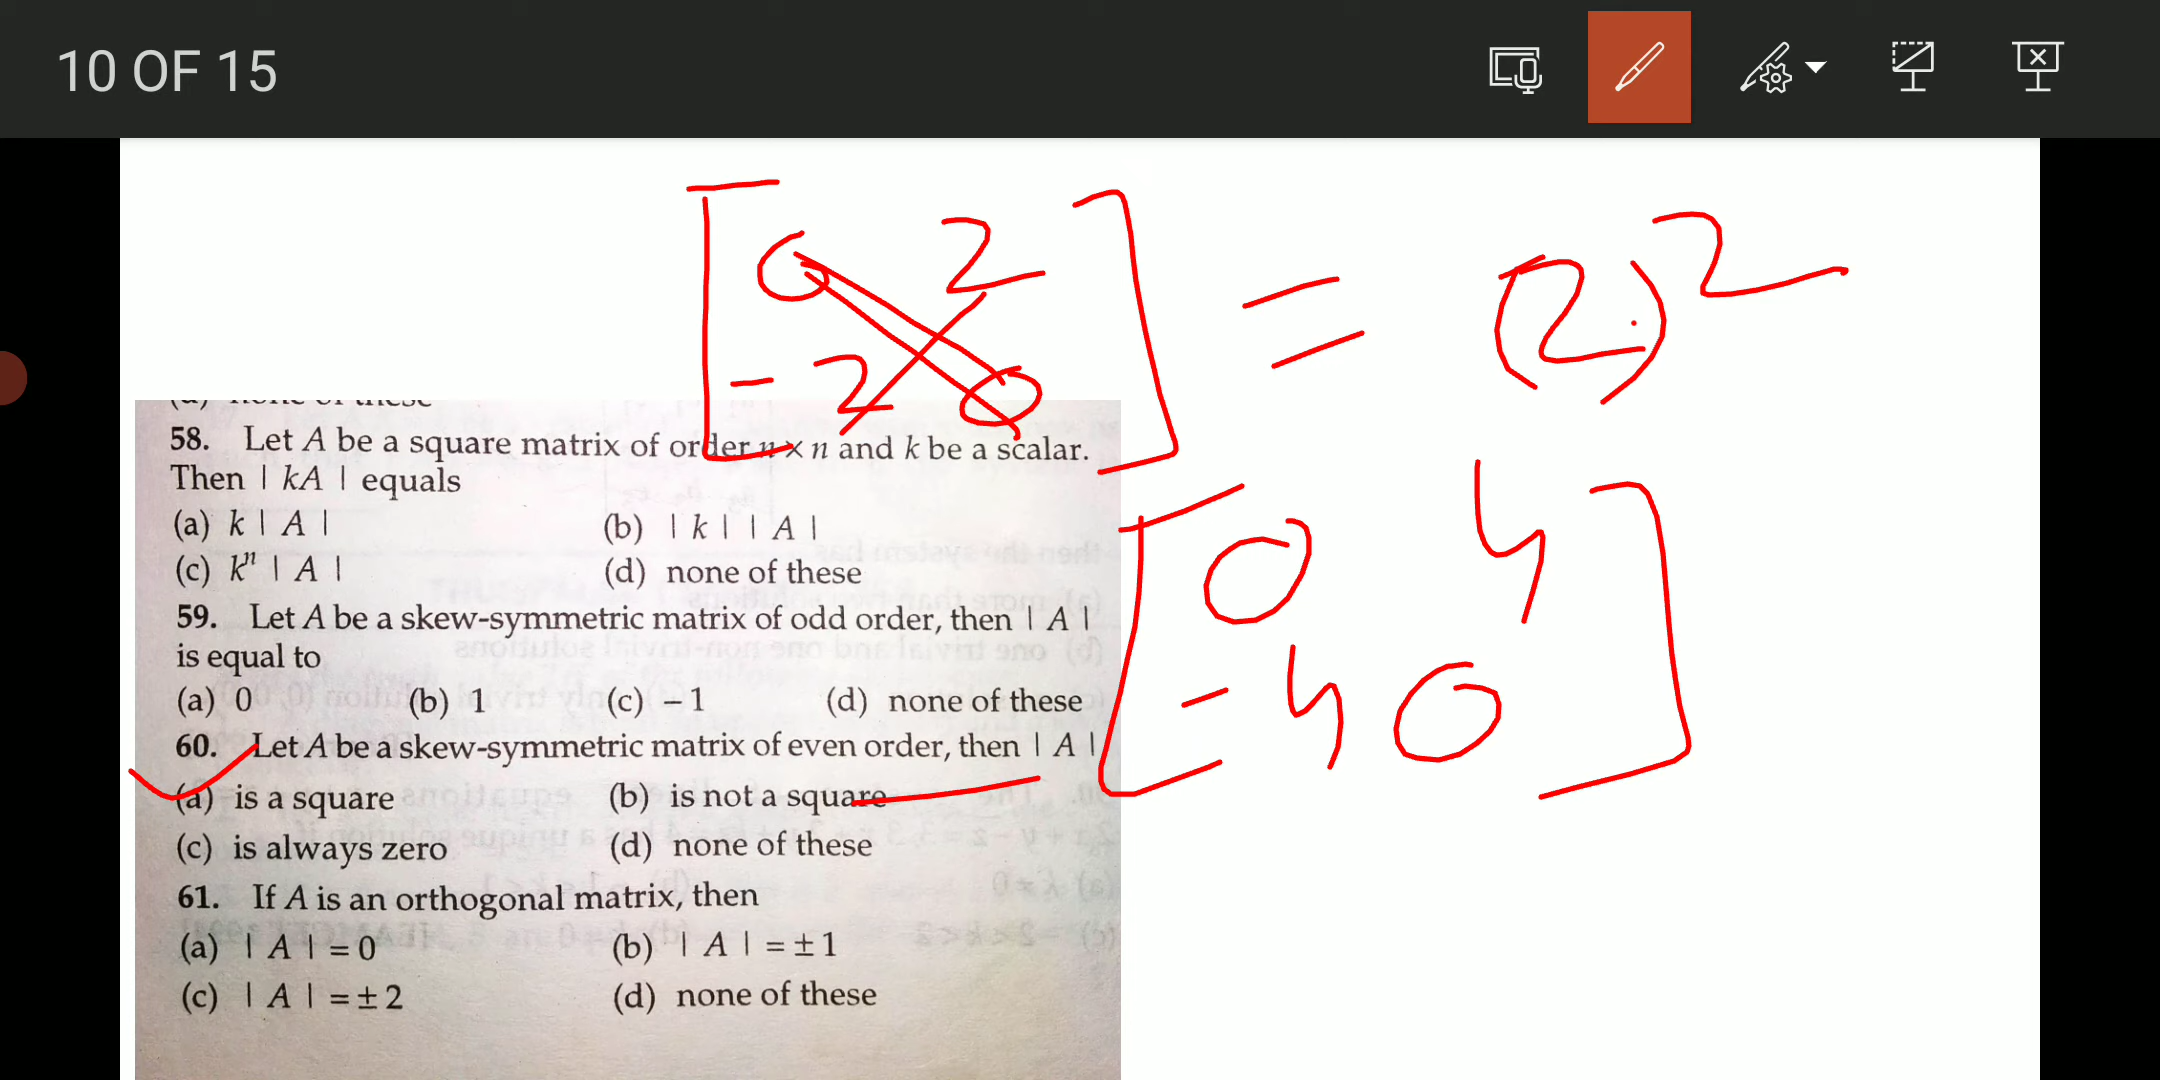 10 OF 15
0 2 = (2)²
- 2 0
58. Let A be a square matrix of order n × n and k be a scalar.
Then | kA | equals
(a) k | A | (b) | k | | A |
(c) kⁿ | A | (d) none of these
59. Let A be a skew-symmetric matrix of odd order, then | A |
is equal to
(a) 0 (b) 1 (c) – 1 (d) none of these
60. Let A be a skew-symmetric matrix of even order, then | A |
(a) is a square (b) is not a square
(c) is always zero (d) none of these
61. If A is an orthogonal matrix, then
(a) | A | = 0 (b) | A | = ± 1
(c) | A | = ± 2 (d) none of these
0 4
- 4 0